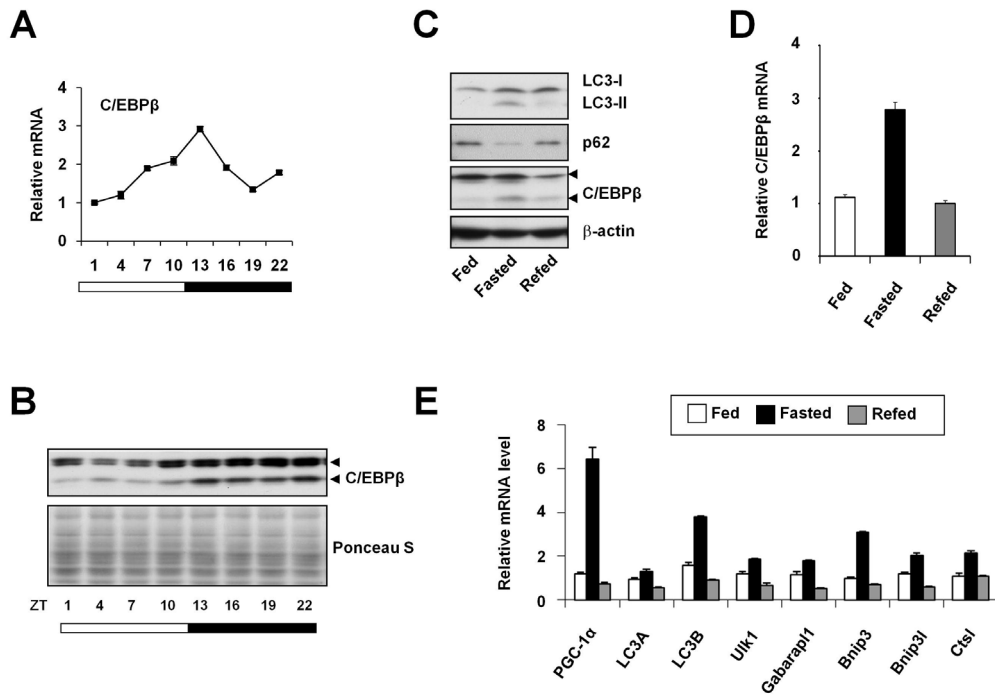 A
C/EBPβ
Relative mRNA
4
3
2
1
0
1 4 7 10 13 16 19 22
B
C/EBPβ
Ponceau S
ZT 1 4 7 10 13 16 19 22
C
LC3-I
LC3-II
p62
C/EBPβ
β-actin
Fed Fasted Refed
D
Relative C/EBPβ mRNA
4
3
2
1
0
Fed Fasted Refed
E
Fed Fasted Refed
Relative mRNA level
8
6
4
2
0
PGC-1α LC3A LC3B Ulk1 Gabarapl1 Bnip3 Bnip3l Ctsl